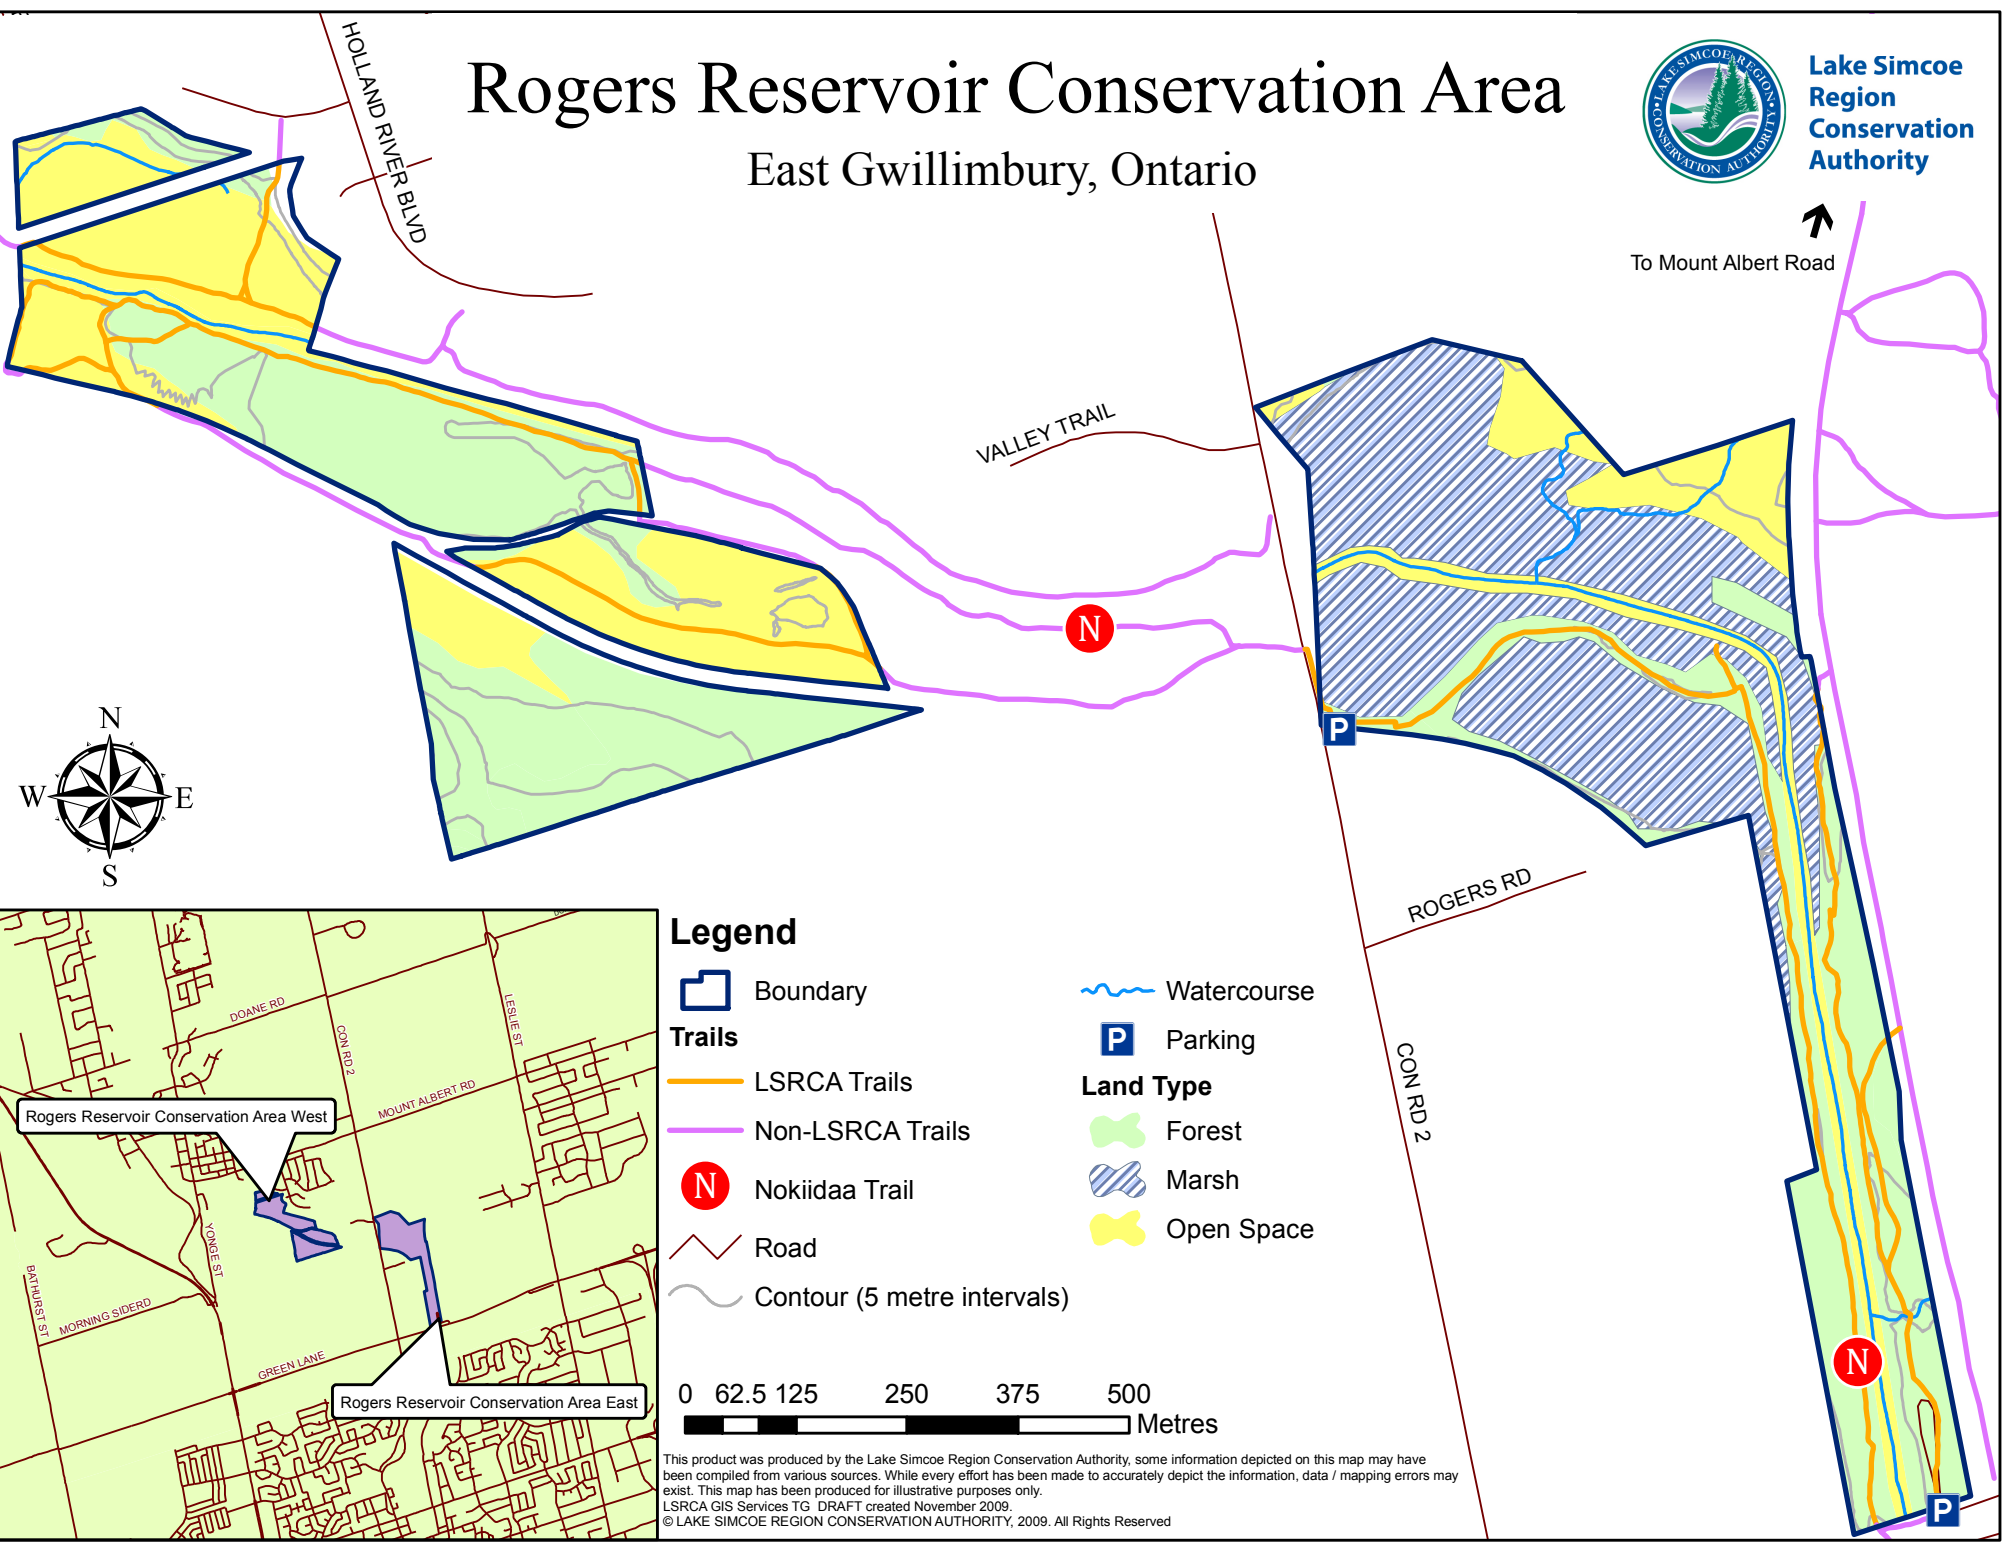 Rogers Reservoir Conservation Area
East Gwillimbury, Ontario
LAKE SIMCOE REGION
CONSERVATION AUTHORITY
Lake Simcoe
Region
Conservation
Authority
To Mount Albert Road
HOLLAND RIVER BLVD
VALLEY TRAIL
N
P
ROGERS RD
CON RD 2
N
P
N
W
E
S
DOANE RD
CON RD 2
LESLIE ST
MOUNT ALBERT RD
Rogers Reservoir Conservation Area West
YONGE ST
BATHURST ST
MORNING SIDERD
GREEN LANE
Rogers Reservoir Conservation Area East
Legend
Boundary
Trails
LSRCA Trails
Non-LSRCA Trails
N Nokiidaa Trail
Road
Contour (5 metre intervals)
Watercourse
P Parking
Land Type
Forest
Marsh
Open Space
0 62.5 125 250 375 500
Metres
This product was produced by the Lake Simcoe Region Conservation Authority, some information depicted on this map may have
been compiled from various sources. While every effort has been made to accurately depict the information, data / mapping errors may
exist. This map has been produced for illustrative purposes only.
LSRCA GIS Services TG DRAFT created November 2009.
© LAKE SIMCOE REGION CONSERVATION AUTHORITY, 2009. All Rights Reserved